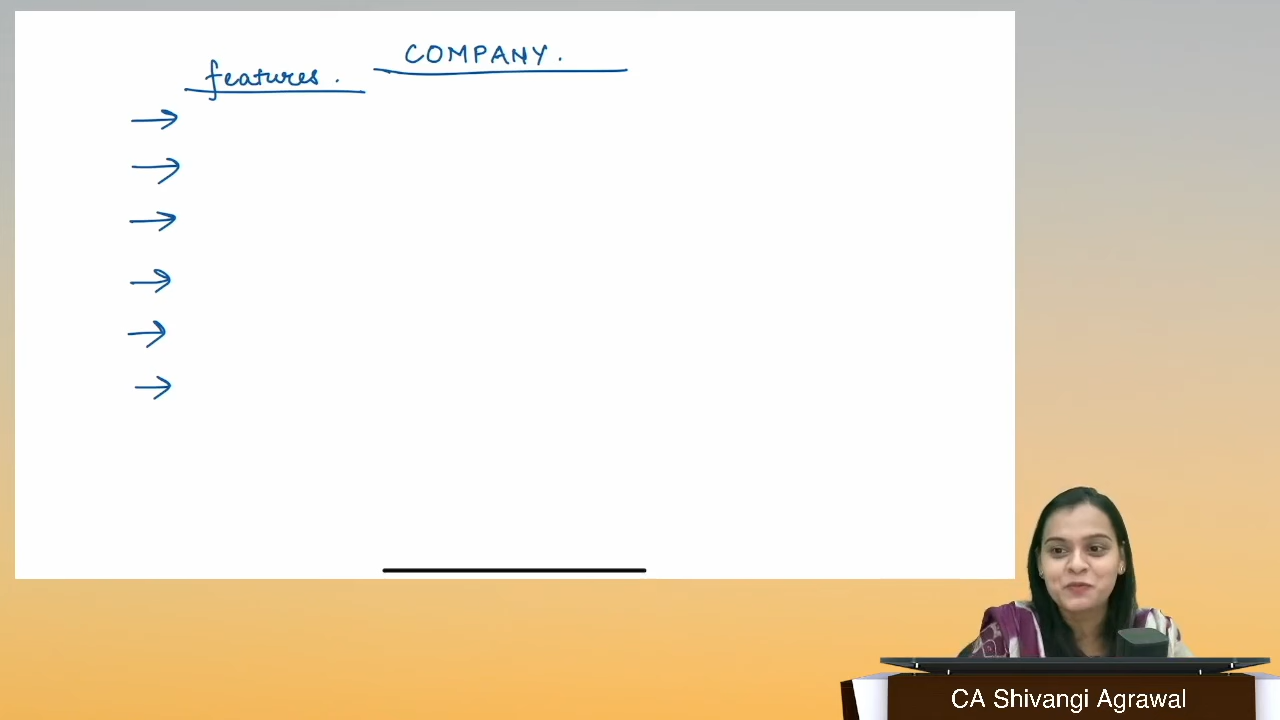 COMPANY.
features.
→
→
→
→
→
→
CA Shivangi Agrawal